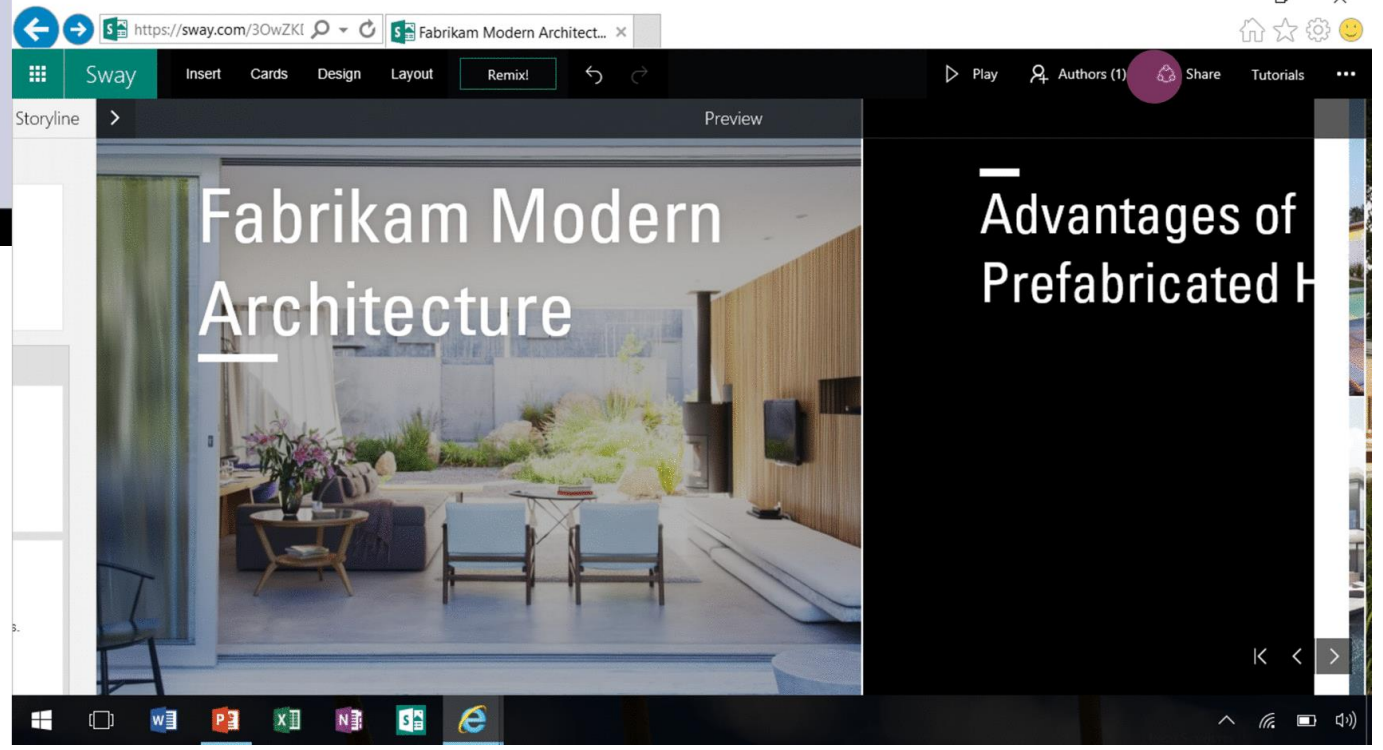 https://sway.com/3OwZKI
Fabrikam Modern Architect...
Sway
Insert
Cards
Design
Layout
Remix!
Play
Authors (1)
Share
Tutorials
Storyline
Preview
Fabrikam Modern
Architecture
Advantages of
Prefabricated H
s.